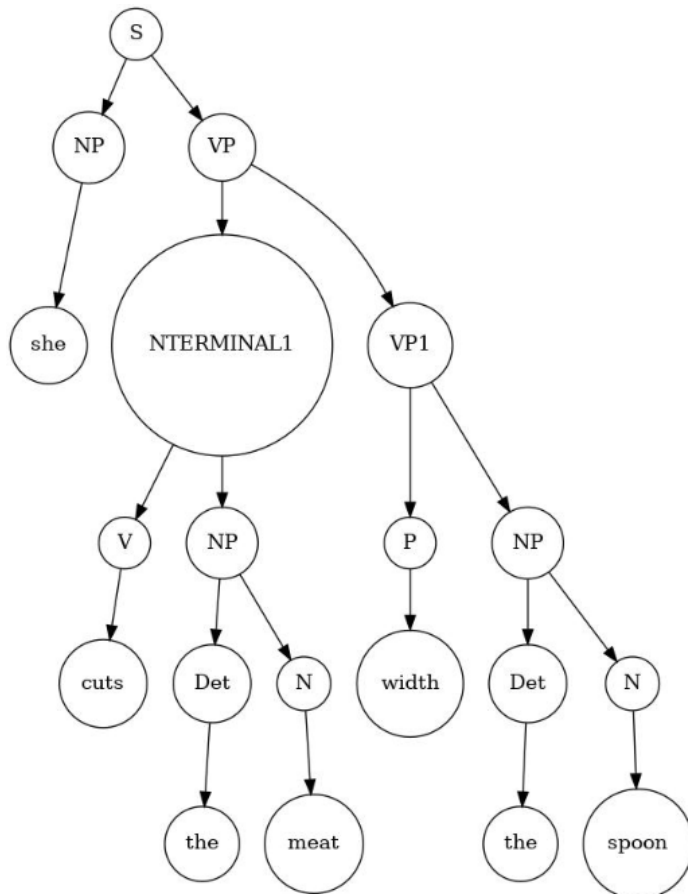 S
NP VP
she NTERMINAL1 VP1
V NP P NP
cuts Det N width Det N
the meat the spoon